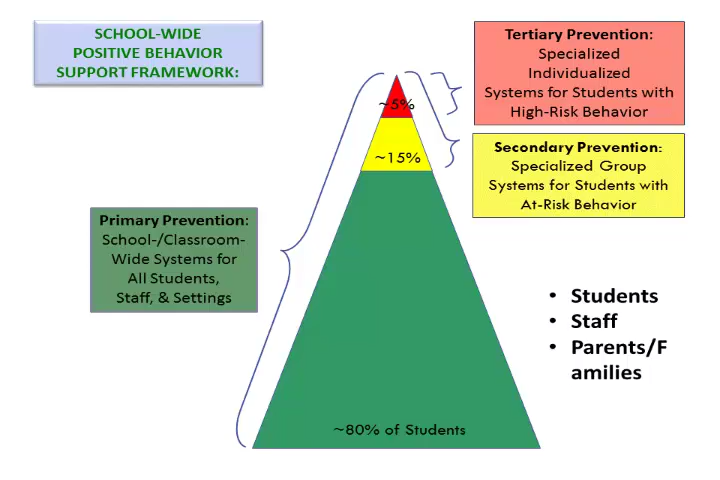 SCHOOL-WIDE
POSITIVE BEHAVIOR
SUPPORT FRAMEWORK:
Tertiary Prevention:
Specialized
Individualized
Systems for Students with
High-Risk Behavior
~5%
~15%
Secondary Prevention:
Specialized Group
Systems for Students with
At-Risk Behavior
Primary Prevention:
School-/Classroom-
Wide Systems for
All Students,
Staff, & Settings
• Students
• Staff
• Parents/F
amilies
~80% of Students